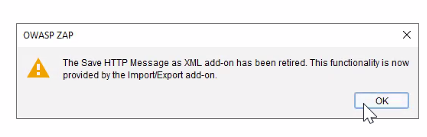 OWASP ZAP
The Save HTTP Message as XML add-on has been retired. This functionality is now
provided by the Import/Export add-on.
OK